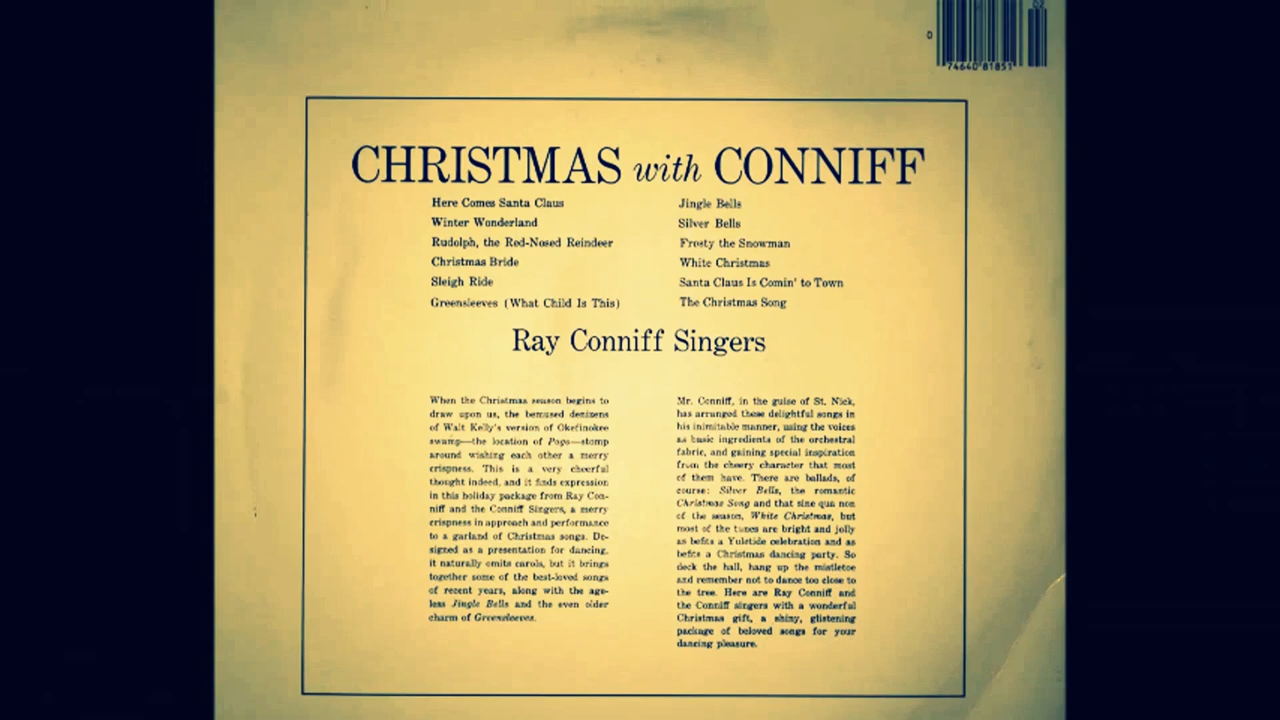 0
74640 81851
CHRISTMAS with CONNIFF
Here Comes Santa Claus
Winter Wonderland
Rudolph, the Red-Nosed Reindeer
Christmas Bride
Sleigh Ride
Greensleeves (What Child Is This)
Jingle Bells
Silver Bells
Frosty the Snowman
White Christmas
Santa Claus Is Comin' to Town
The Christmas Song
Ray Conniff Singers
When the Christmas season begins to
draw upon us, the bemused denizens
of Walt Kelly's version of Okefinokee
swamp—the location of Pogo—stomp
around wishing each other a merry
crispness. This is a very cheerful
thought indeed, and it finds expression
in this holiday package from Ray Con-
niff and the Conniff Singers, a merry
crispness in approach and performance
to a garland of Christmas songs. De-
signed as a presentation for dancing,
it naturally omits carols, but it brings
together some of the best-loved songs
of recent years, along with the age-
less Jingle Bells and the even older
charm of Greensleeves.
Mr. Conniff, in the guise of St. Nick,
has arranged these delightful songs in
his inimitable manner, using the voices
as basic ingredients of the orchestral
fabric, and gaining special inspiration
from the cheery character that most
of them have. There are ballads, of
course: Silver Bells, the romantic
Christmas Song and that sine qua non
of the season, White Christmas, but
most of the tunes are bright and jolly
as befits a Yuletide celebration and as
befits a Christmas dancing party. So
deck the hall, hang up the mistletoe
and remember not to dance too close to
the tree. Here are Ray Conniff and
the Conniff singers with a wonderful
Christmas gift, a shiny, glistening
package of beloved songs for your
dancing pleasure.